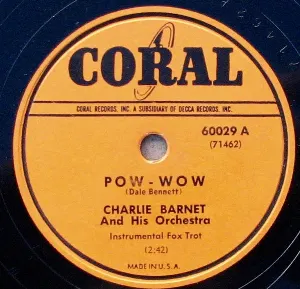 CORAL
CORAL RECORDS, INC. A SUBSIDIARY OF DECCA RECORDS, INC.
60029 A
(71462)
POW - WOW
(Dale Bennett)
CHARLIE BARNET
And His Orchestra
Instrumental Fox Trot
(2:42)
MADE IN U.S.A.